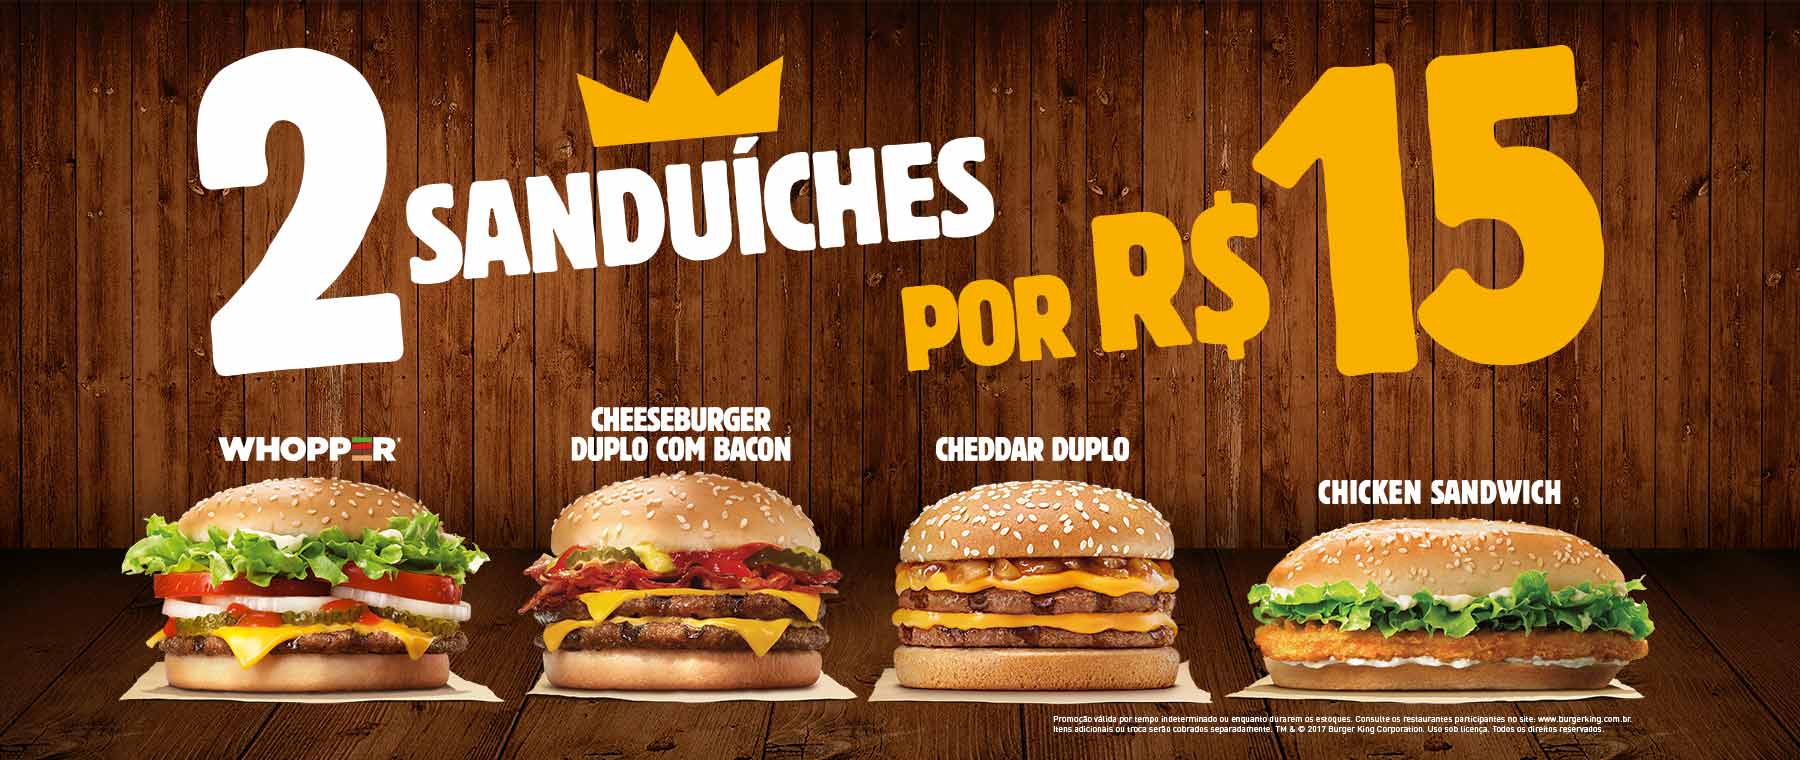 2 SANDUÍCHES
POR R$15
WHOPPER®
CHEESEBURGER
DUPLO COM BACON
CHEDDAR DUPLO
CHICKEN SANDWICH
Promoção válida por tempo indeterminado ou enquanto durarem os estoques. Consulte os restaurantes participantes no site: www.burgerking.com.br.
Itens adicionais ou troca serão cobrados separadamente. TM & © 2017 Burger King Corporation. Uso sob licença. Todos os direitos reservados.